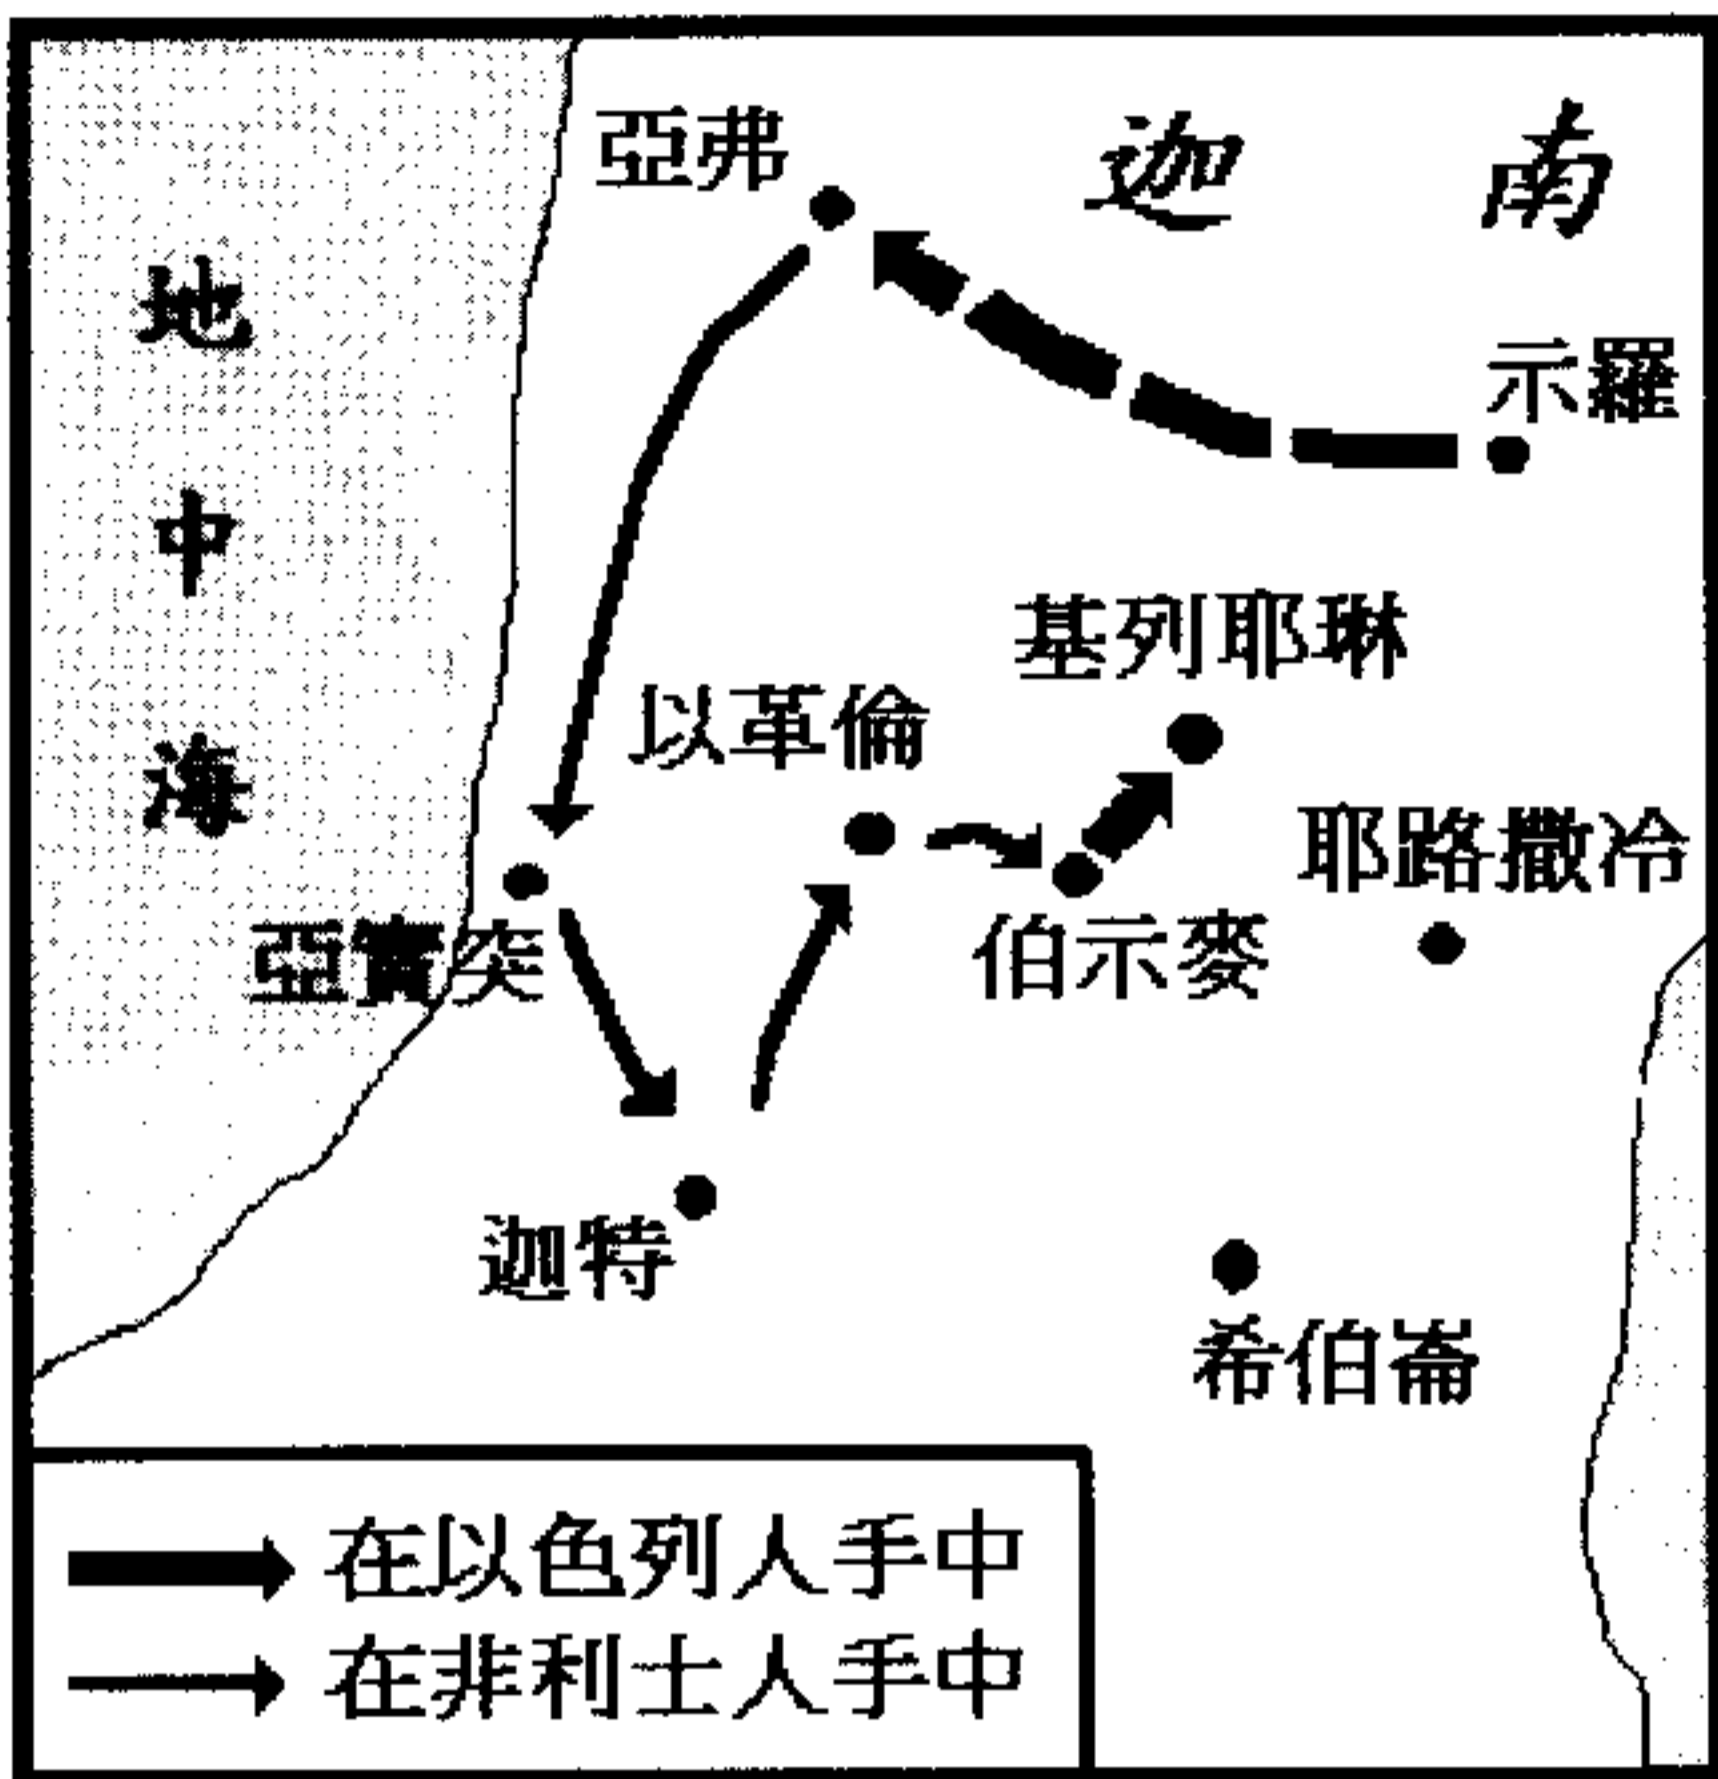 迦南
亞弗
示羅
地中海
基列耶琳
以革倫
耶路撒冷
亞實突
伯示麥
迦特
希伯崙
在以色列人手中
在非利士人手中